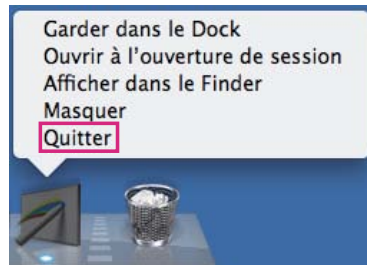 Garder dans le Dock
Ouvrir à l’ouverture de session
Afficher dans le Finder
Masquer
Quitter